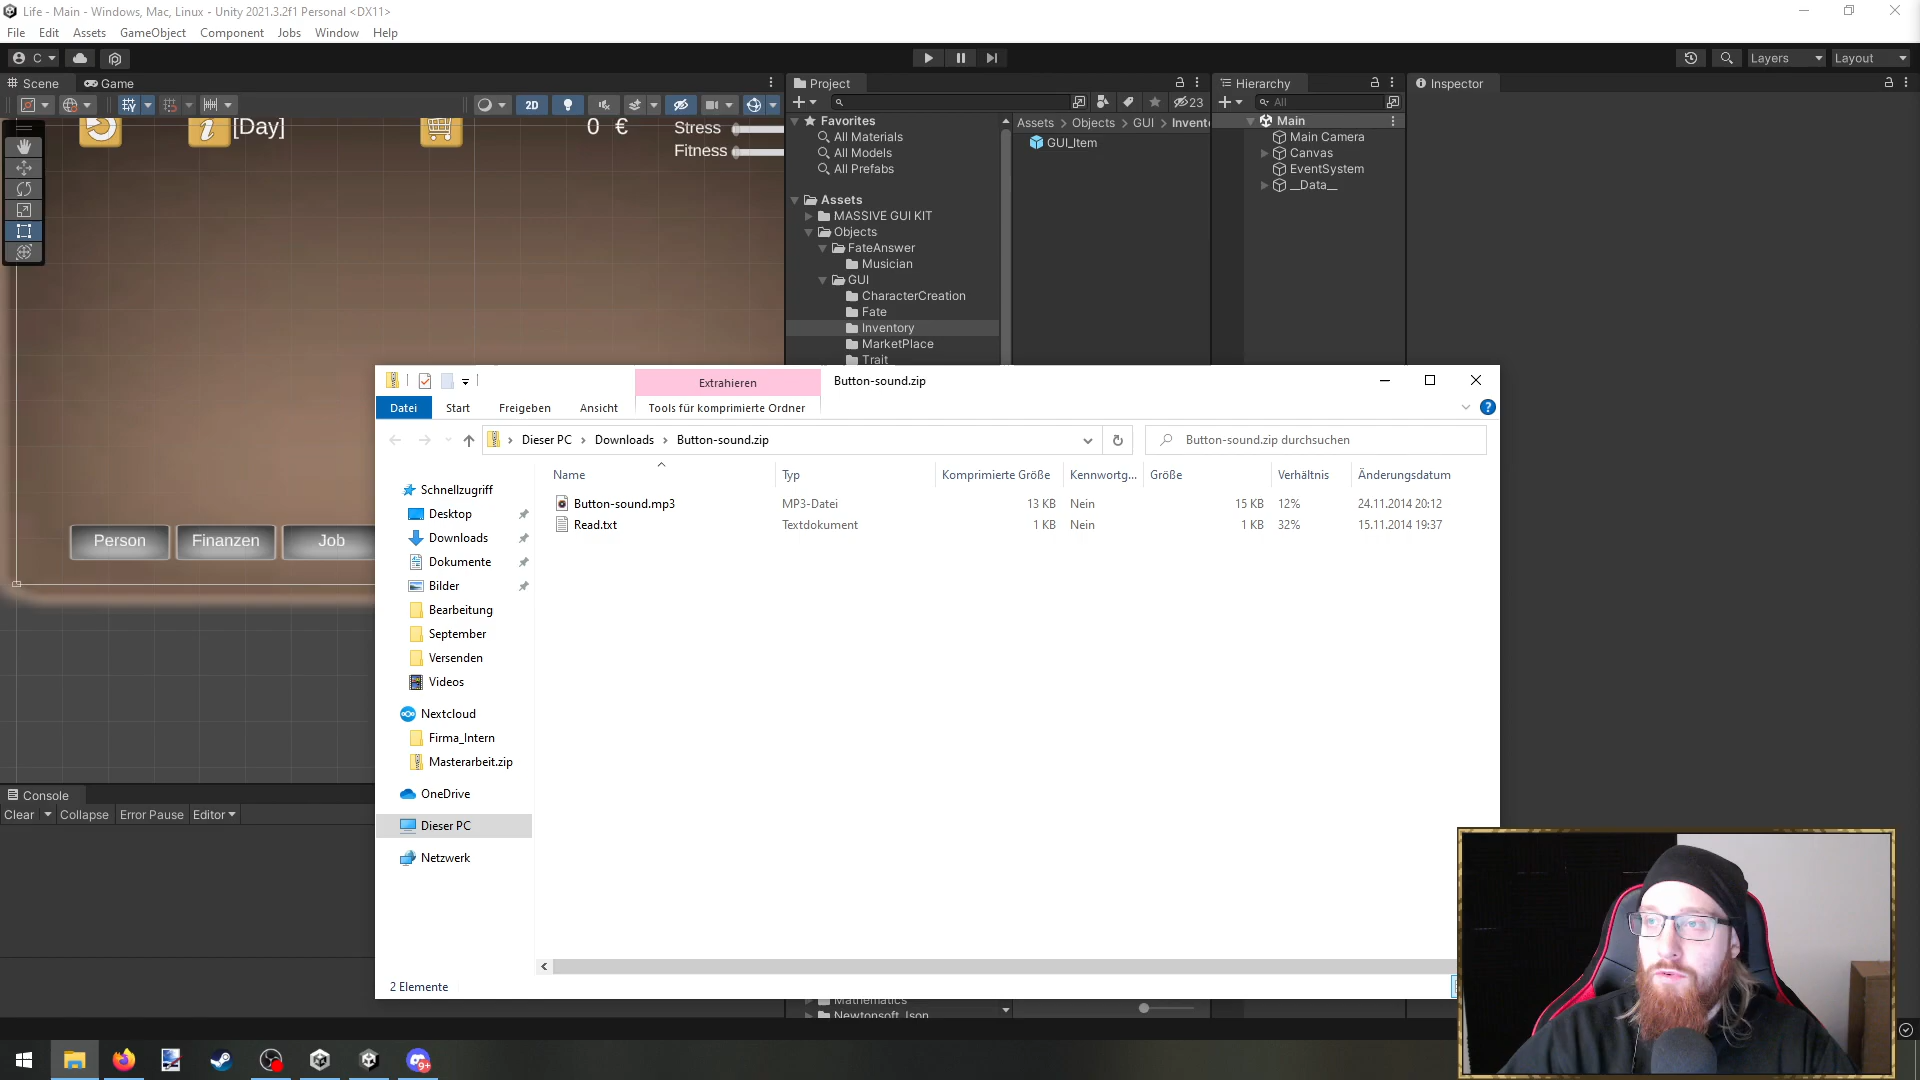 Life - Main - Windows, Mac, Linux - Unity 2021.3.2f1 Personal <DX11>
File Edit Assets GameObject Component Jobs Window Help
C Layers Layout
Scene Game
2D
[Day]
0 €
Stress
Fitness
Person Finanzen Job
Project
23
Favorites
All Materials
All Models
All Prefabs
Assets
MASSIVE GUI KIT
Objects
FateAnswer
Musician
GUI
CharacterCreation
Fate
Inventory
MarketPlace
Trait
Assets > Objects > GUI > Invent
GUI_Item
Hierarchy
All
Main
Main Camera
Canvas
EventSystem
__Data__
Inspector
Extrahieren Button-sound.zip
Datei Start Freigeben Ansicht Tools für komprimierte Ordner
Dieser PC > Downloads > Button-sound.zip
Button-sound.zip durchsuchen
Name Typ Komprimierte Größe Kennwortg... Größe Verhältnis Änderungsdatum
Button-sound.mp3 MP3-Datei 13 KB Nein 15 KB 12% 24.11.2014 20:12
Read.txt Textdokument 1 KB Nein 1 KB 32% 15.11.2014 19:37
Schnellzugriff
Desktop
Downloads
Dokumente
Bilder
Bearbeitung
September
Versenden
Videos
Nextcloud
Firma_Intern
Masterarbeit.zip
OneDrive
Dieser PC
Netzwerk
2 Elemente
Console
Clear Collapse Error Pause Editor
Mathematics
Newtonsoft.Json
9+